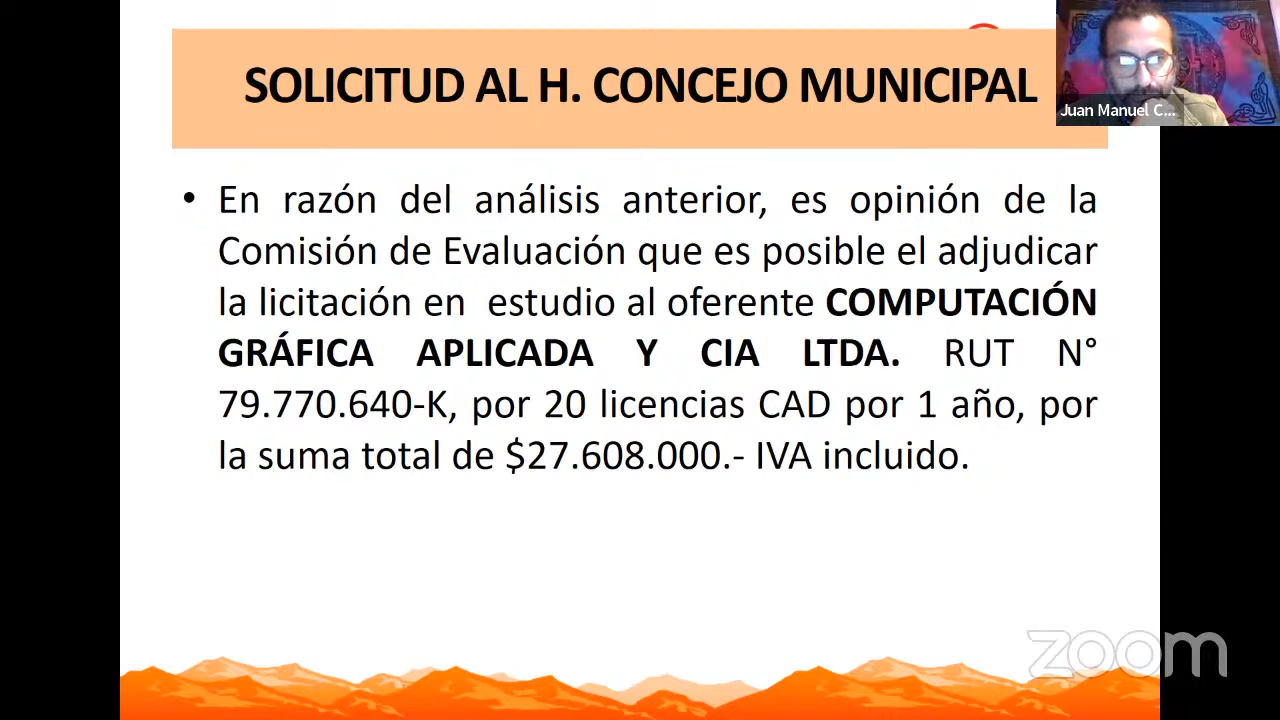 SOLICITUD AL H. CONCEJO MUNICIPAL
Juan Manuel C...
• En razón del análisis anterior, es opinión de la
Comisión de Evaluación que es posible el adjudicar
la licitación en estudio al oferente COMPUTACIÓN
GRÁFICA APLICADA Y CIA LTDA. RUT N°
79.770.640-K, por 20 licencias CAD por 1 año, por
la suma total de $27.608.000.- IVA incluido.
zoom